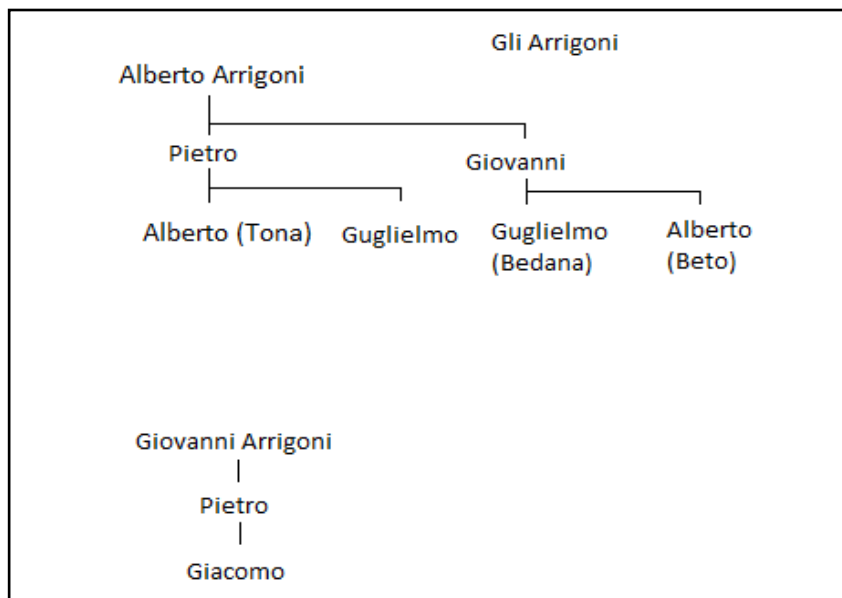 Gli Arrigoni
Alberto Arrigoni
Pietro
Giovanni
Alberto (Tona)
Guglielmo
Guglielmo
(Bedana)
Alberto
(Beto)
Giovanni Arrigoni
Pietro
Giacomo